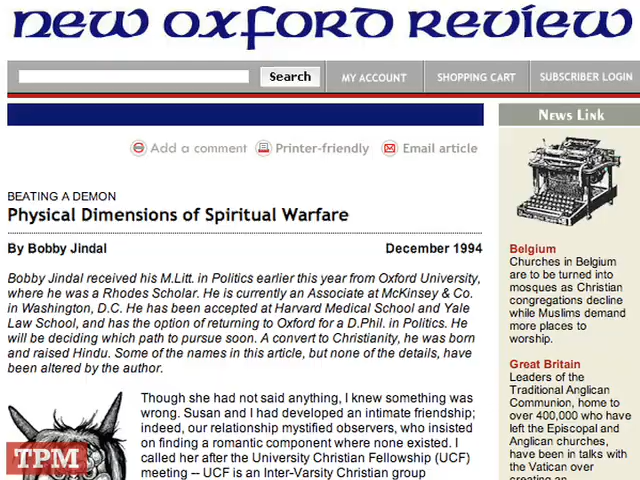 NEW OXFORD REVIEW
Search
MY ACCOUNT
SHOPPING CART
SUBSCRIBER LOGIN
News Link
Add a comment
Printer-friendly
Email article
BEATING A DEMON
Physical Dimensions of Spiritual Warfare
By Bobby Jindal
December 1994
Bobby Jindal received his M.Litt. in Politics earlier this year from Oxford University,
where he was a Rhodes Scholar. He is currently an Associate at McKinsey & Co.
in Washington, D.C. He has been accepted at Harvard Medical School and Yale
Law School, and has the option of returning to Oxford for a D.Phil. in Politics. He
will be deciding which path to pursue soon. A convert to Christianity, he was born
and raised Hindu. Some of the names in this article, but none of the details, have
been altered by the author.
Though she had not said anything, I knew something was
wrong. Susan and I had developed an intimate friendship;
indeed, our relationship mystified observers, who insisted
on finding a romantic component where none existed. I
called her after the University Christian Fellowship (UCF)
meeting -- UCF is an Inter-Varsity Christian group
TPM
Belgium
Churches in Belgium
are to be turned into
mosques as Christian
congregations decline
while Muslims demand
more places to
worship.
Great Britain
Leaders of the
Traditional Anglican
Communion, home to
over 400,000 who have
left the Episcopal and
Anglican churches,
have been in talks with
the Vatican over
creating an